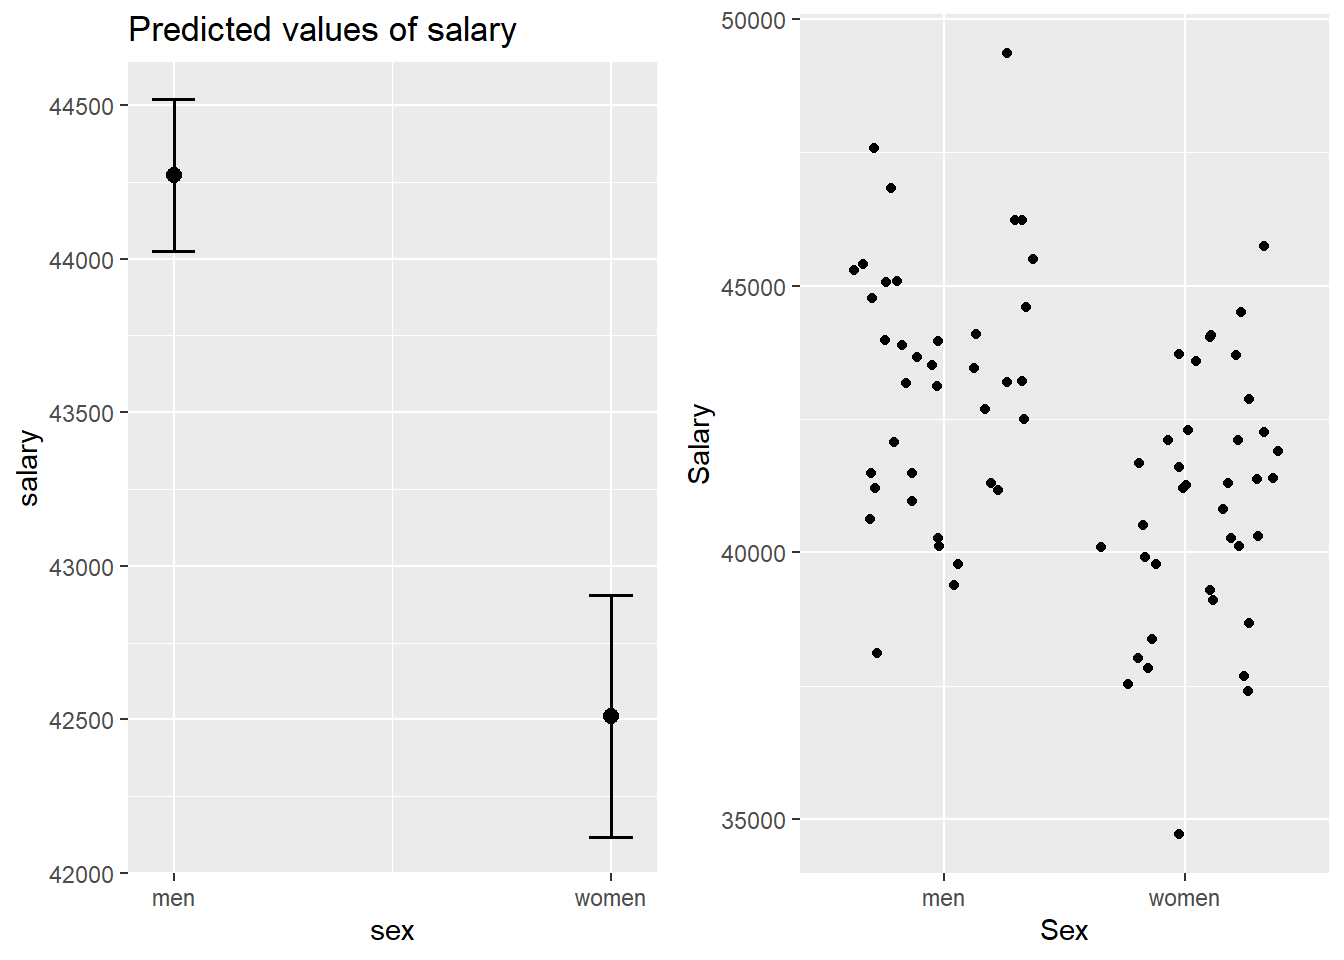 Predicted values of salary
salary
44500
44000
43500
43000
42500
42000
men
women
sex
Salary
50000
45000
40000
35000
men
women
Sex